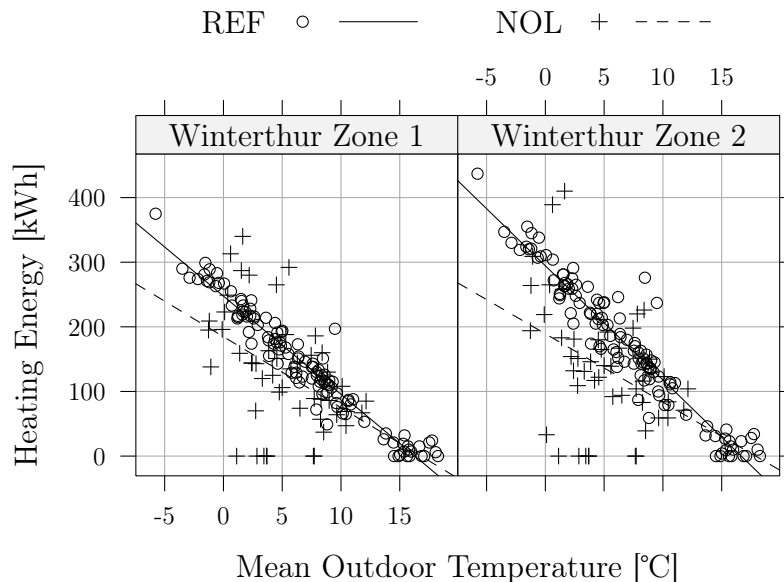 REF NOL
-5 0 5 10 15
Winterthur Zone 1 Winterthur Zone 2
400
300
200
100
0
Heating Energy [kWh]
-5 0 5 10 15
Mean Outdoor Temperature [°C]